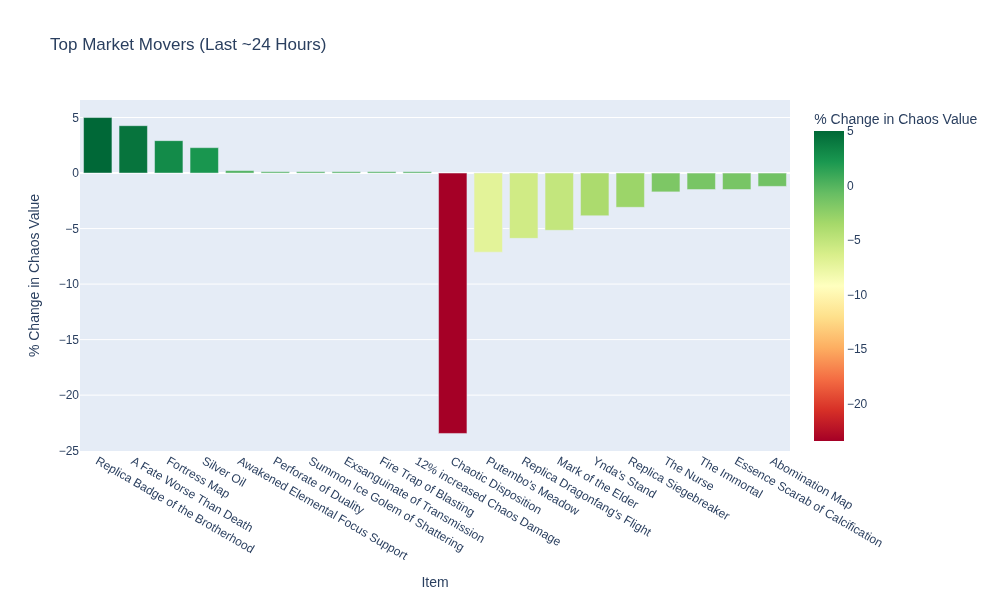 Top Market Movers (Last ~24 Hours)
% Change in Chaos Value
5
0
−5
−10
−15
−20
−25
Replica Badge of the Brotherhood
A Fate Worse Than Death
Fortress Map
Silver Oil
Awakened Elemental Focus Support
Perforate of Duality
Summon Ice Golem of Shattering
Exsanguinate of Transmission
Fire Trap of Blasting
12% increased Chaos Damage
Chaotic Disposition
Putembo's Meadow
Replica Dragonfang's Flight
Mark of the Elder
Ynda's Stand
Replica Siegebreaker
The Nurse
The Immortal
Essence Scarab of Calcification
Abomination Map
Item
% Change in Chaos Value
5
0
−5
−10
−15
−20